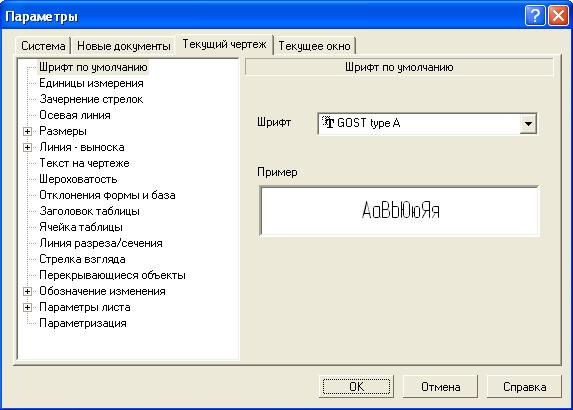 Параметры
Система
Новые документы
Текущий чертеж
Текущее окно
Шрифт по умолчанию
Единицы измерения
Зачернение стрелок
Осевая линия
Размеры
Линия - выноска
Текст на чертеже
Шероховатость
Отклонения формы и база
Заголовок таблицы
Ячейка таблицы
Линия разреза/сечения
Стрелка взгляда
Перекрывающиеся объекты
Обозначение изменения
Параметры листа
Параметризация
Шрифт по умолчанию
Шрифт
GOST type A
Пример
АаВЬЮюЯя
OK
Отмена
Справка